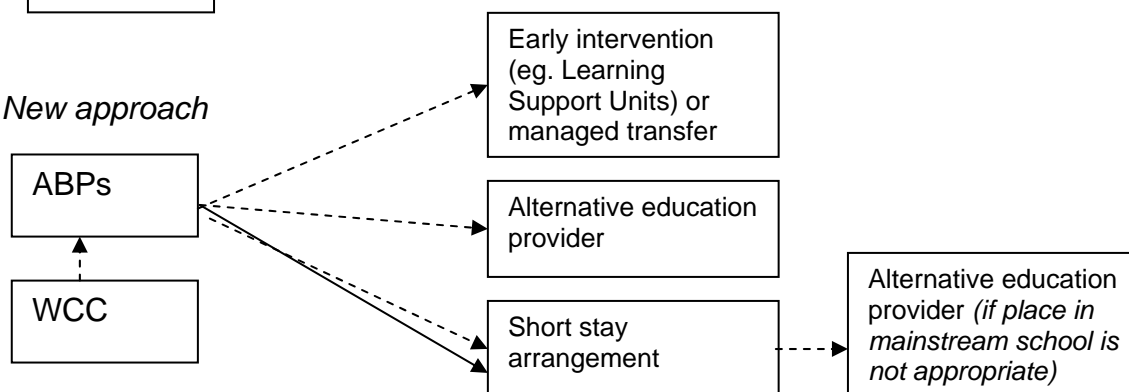 New approach
ABPs
WCC
Early intervention
(eg. Learning
Support Units) or
managed transfer
Alternative education
provider
Short stay
arrangement
Alternative education
provider (if place in
mainstream school is
not appropriate)